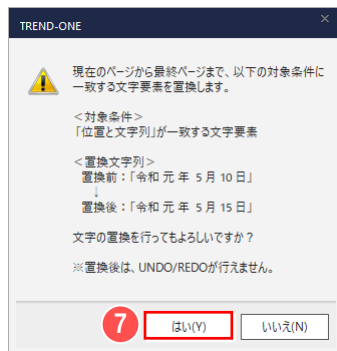 TREND-ONE
×
現在のページから最終ページまで、以下の対象条件に
一致する文字要素を置換します。
＜対象条件＞
「位置と文字列」が一致する文字要素
＜置換文字列＞
置換前：「令和 元 年 5 月 10 日」
↓
置換後：「令和 元 年 5 月 15 日」
文字の置換を行ってもよろしいですか？
※置換後は、UNDO/REDOが行えません。
7 はい(Y) いいえ(N)